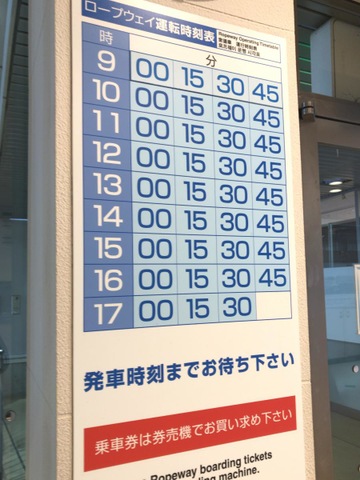 ロープウェイ運転時刻表 Ropeway Operating Timetable
時 分
9 00 15 30 45
10 00 15 30 45
11 00 15 30 45
12 00 15 30 45
13 00 15 30 45
14 00 15 30 45
15 00 15 30 45
16 00 15 30 45
17 00 15 30
発車時刻までお待ち下さい
乗車券は券売機でお買い求め下さい
Ropeway boarding tickets
machine.